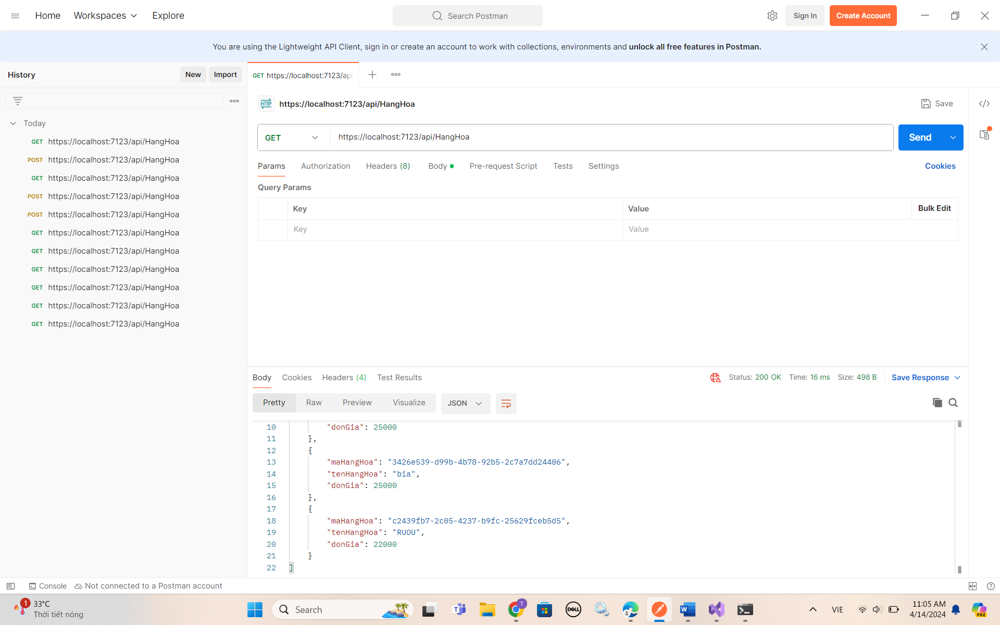 Home Workspaces Explore Search Postman Sign In Create Account
You are using the Lightweight API Client, sign in or create an account to work with collections, environments and unlock all free features in Postman.
History New Import
GET https://localhost:7123/api
HTTP https://localhost:7123/api/HangHoa Save
Today
GET https://localhost:7123/api/HangHoa
POST https://localhost:7123/api/HangHoa
GET https://localhost:7123/api/HangHoa
POST https://localhost:7123/api/HangHoa
POST https://localhost:7123/api/HangHoa
GET https://localhost:7123/api/HangHoa
GET https://localhost:7123/api/HangHoa
GET https://localhost:7123/api/HangHoa
GET https://localhost:7123/api/HangHoa
GET https://localhost:7123/api/HangHoa
GET https://localhost:7123/api/HangHoa
GET https://localhost:7123/api/HangHoa Send
Params Authorization Headers (8) Body Pre-request Script Tests Settings Cookies
Query Params
Key Value Bulk Edit
Key Value
Body Cookies Headers (4) Test Results Status: 200 OK Time: 16 ms Size: 498 B Save Response
Pretty Raw Preview Visualize JSON
10 "donGia": 25000
11 },
12 {
13 "maHangHoa": "3426e539-d99b-4b78-92b5-2c7a7dd24406",
14 "tenHangHoa": "bia",
15 "donGia": 25000
16 },
17 {
18 "maHangHoa": "c2439fb7-2c05-4237-b9fc-25629fceb5d5",
19 "tenHangHoa": "RUOU",
20 "donGia": 22000
21 }
22 ]
Console Not connected to a Postman account
1 33°C
Thời tiết nóng
Search
T
DELL
W
VIE
11:05 AM
4/14/2024
PRE